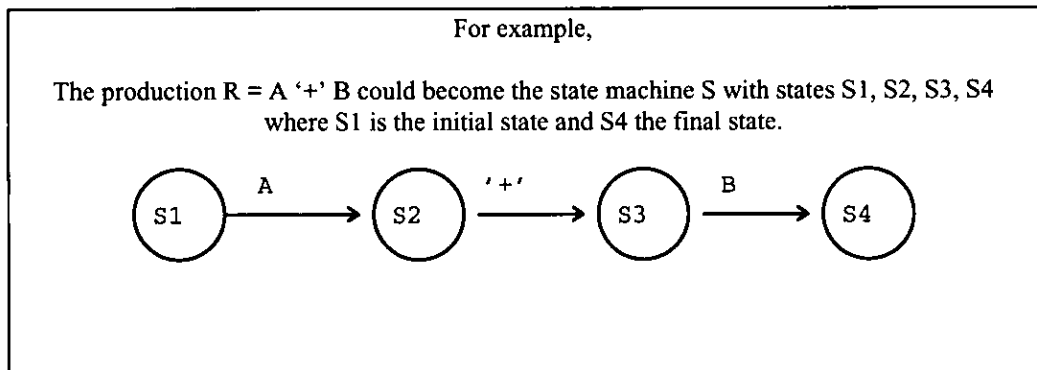 For example,
The production R = A ‘+’ B could become the state machine S with states S1, S2, S3, S4
where S1 is the initial state and S4 the final state.
A '+' B
S1 S2 S3 S4